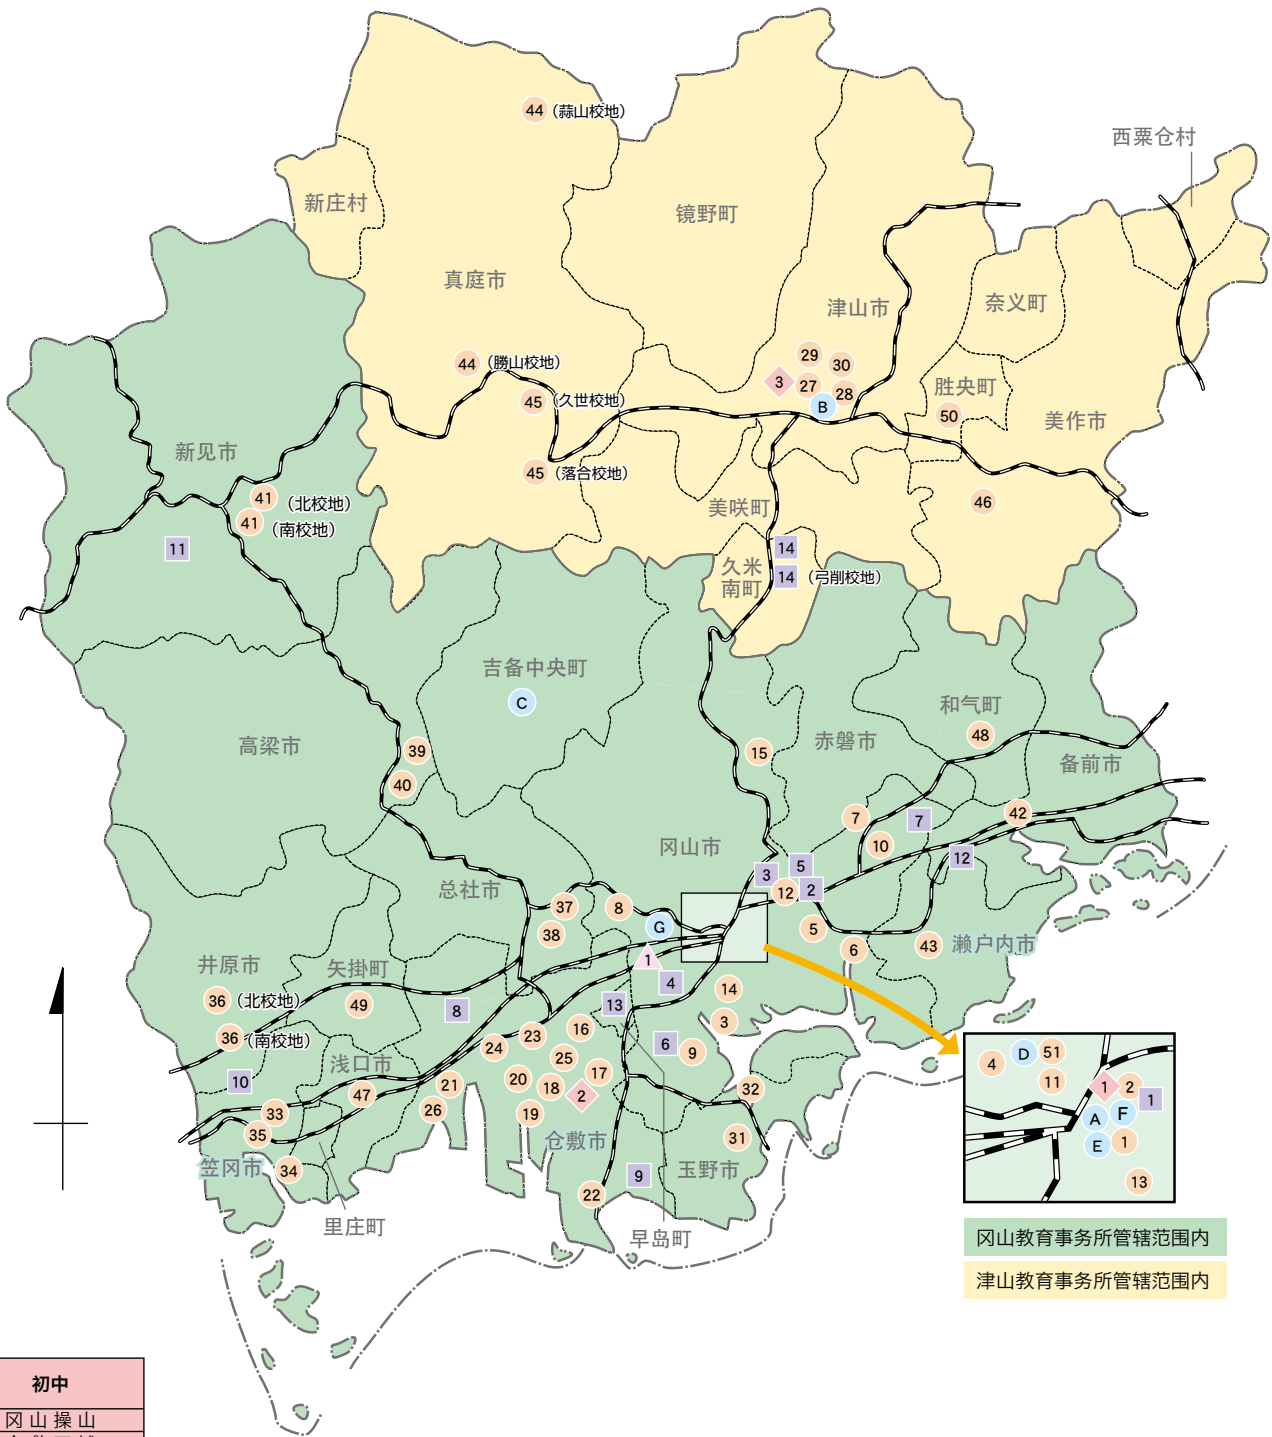 44 (蒜山校地)
西粟仓村
新庄村
镜野町
真庭市
津山市
奈义町
29
30
44 (勝山校地)
3
27
28
胜央町
45 (久世校地)
B
50
美作市
新见市
45 (落合校地)
41 (北校地)
46
美咲町
41 (南校地)
11
14
久米
南町
14 (弓削校地)
吉备中央町
C
和气町
48
高梁市
39
15
赤磐市
备前市
40
7
7
42
冈山市
10
5
12
3
总社市
12
2
37
8
G
5
38
6
43
濑户内市
井原市
矢掛町
1
4
14
36 (北校地)
49
8
13
3
16
36 (南校地)
23
24
6
9
25
浅口市
17
10
21
20
18
2
32
47
26
19
33
35
仓敷市
31
笠冈市
34
9
玉野市
22
里庄町
早岛町
4
D
51
11
1
2
1
A
F
E
1
13
冈山教育事务所管辖范围内
津山教育事务所管辖范围内
初中
冈山操山